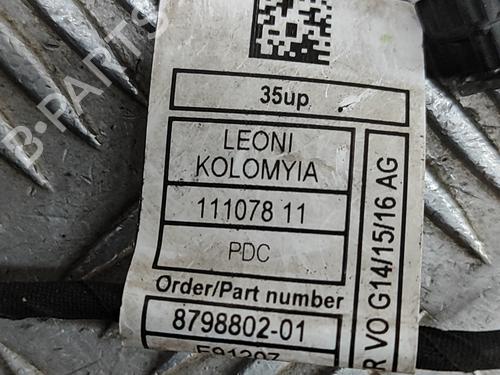 35up
LEONI
KOLOMYIA
111078 11
PDC
Order/Part number
8798802-01
R VO G14/15/16 AG
B-PARTS